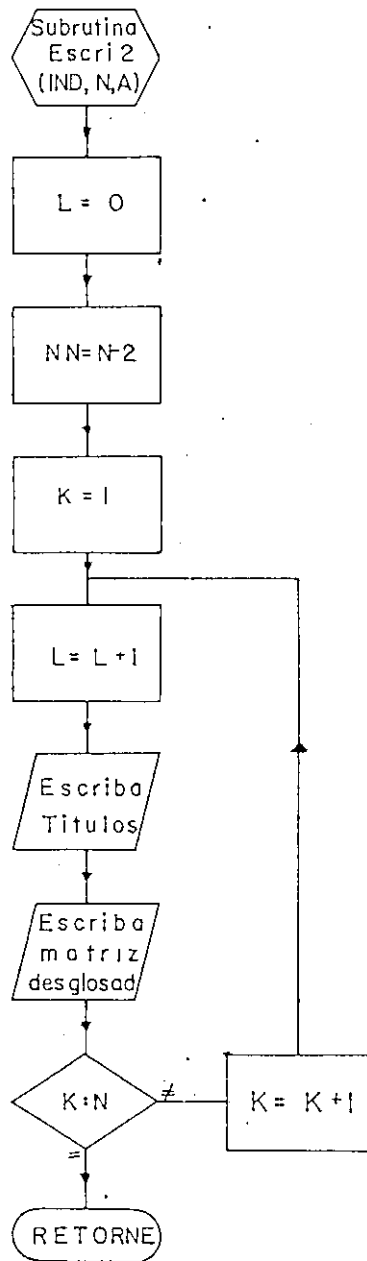 Subrutina
Escri 2
(IND, N,A)
L = 0
NN=N-2
K = 1
L= L +1
Escriba
Titulos
Escriba
matriz
desglosad
K:N
≠
K= K +1
=
RETORNE